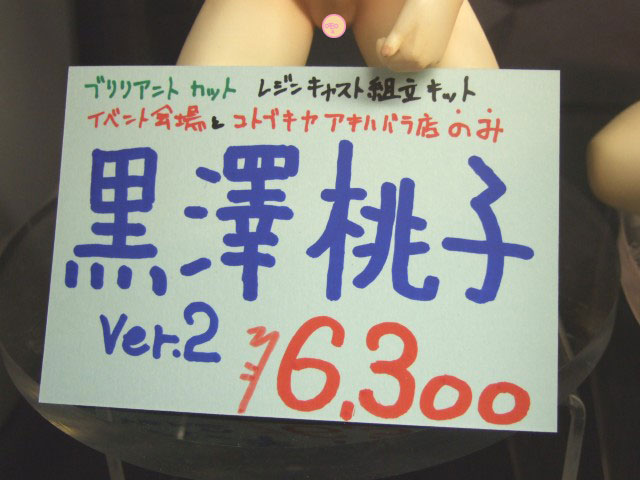 ブリリアント カット レジンキャスト組立キット
イベント会場とコトブキヤ アキハバラ店 のみ
黒澤桃子
ver.2 ¥6,300